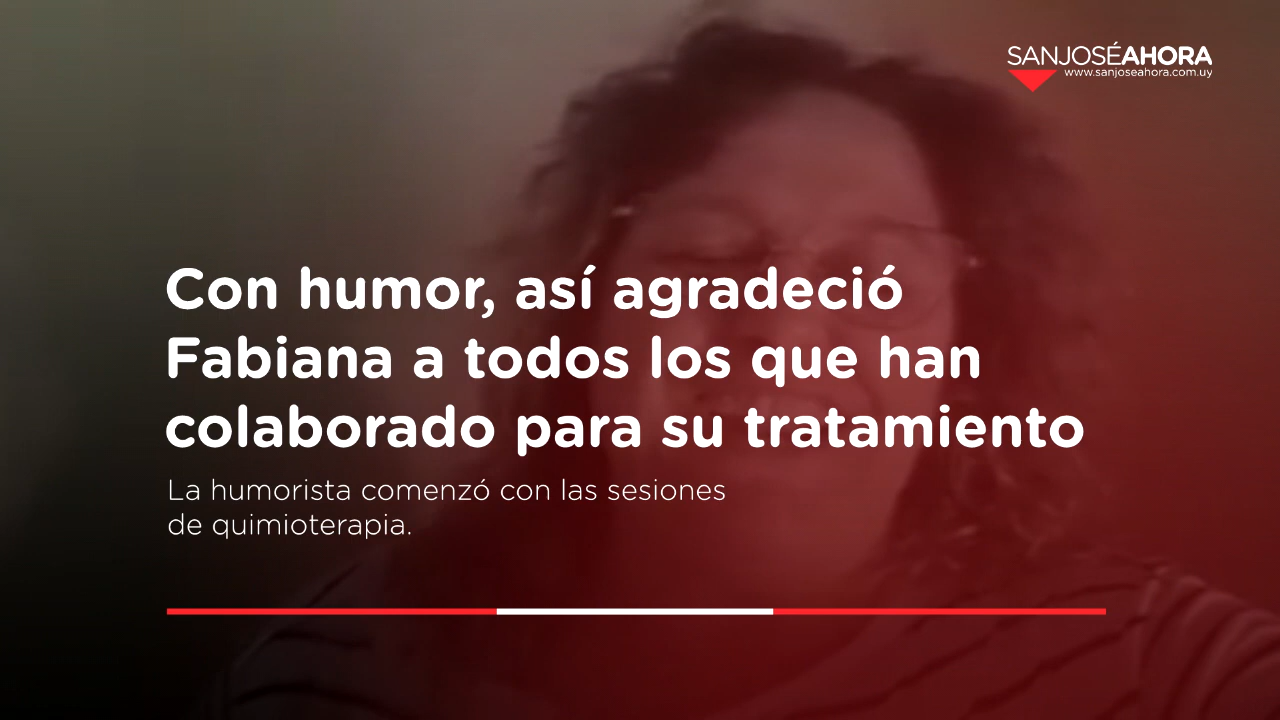 SANJOSÉAHORA
www.sanjoseahora.com.uy
Con humor, así agradeció
Fabiana a todos los que han
colaborado para su tratamiento
La humorista comenzó con las sesiones
de quimioterapia.